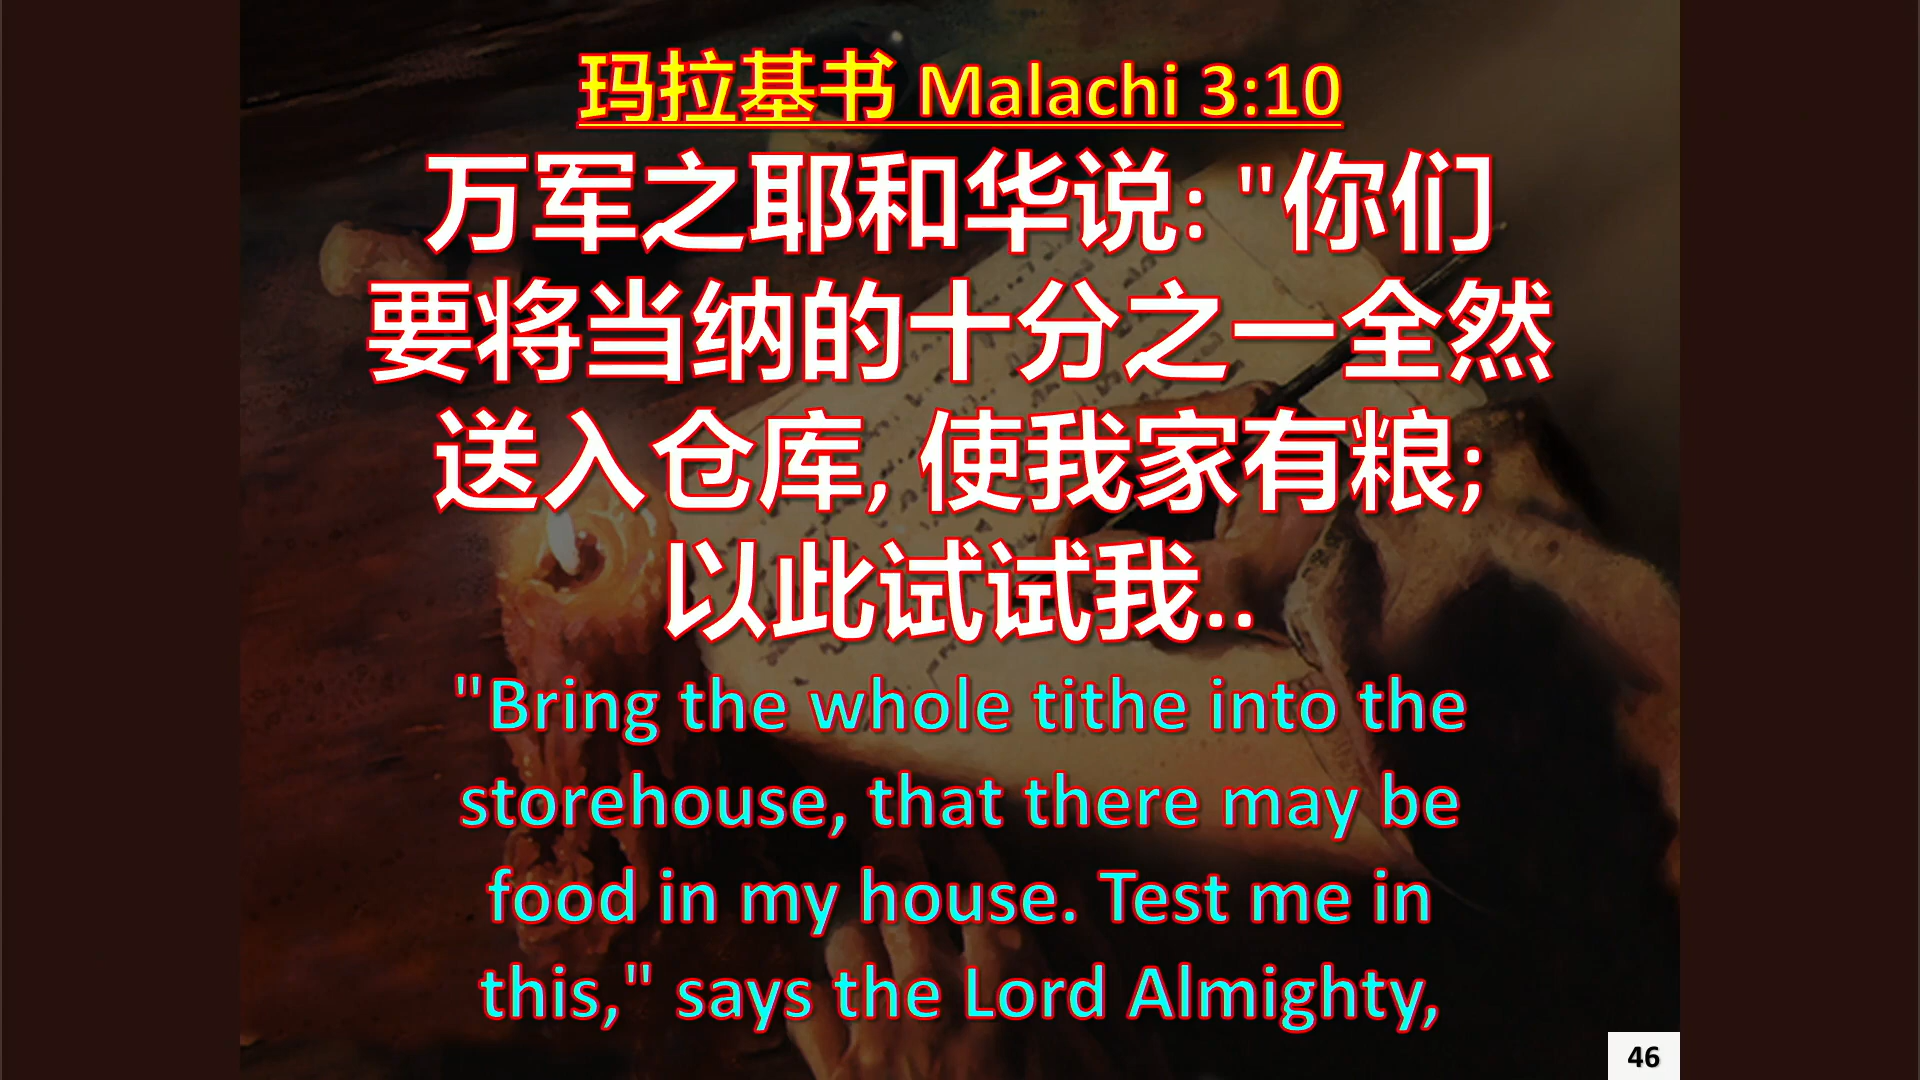 玛拉基书 Malachi 3:10
万军之耶和华说: "你们
要将当纳的十分之一全然
送入仓库, 使我家有粮;
以此试试我..
"Bring the whole tithe into the
storehouse, that there may be
food in my house. Test me in
this," says the Lord Almighty,
46